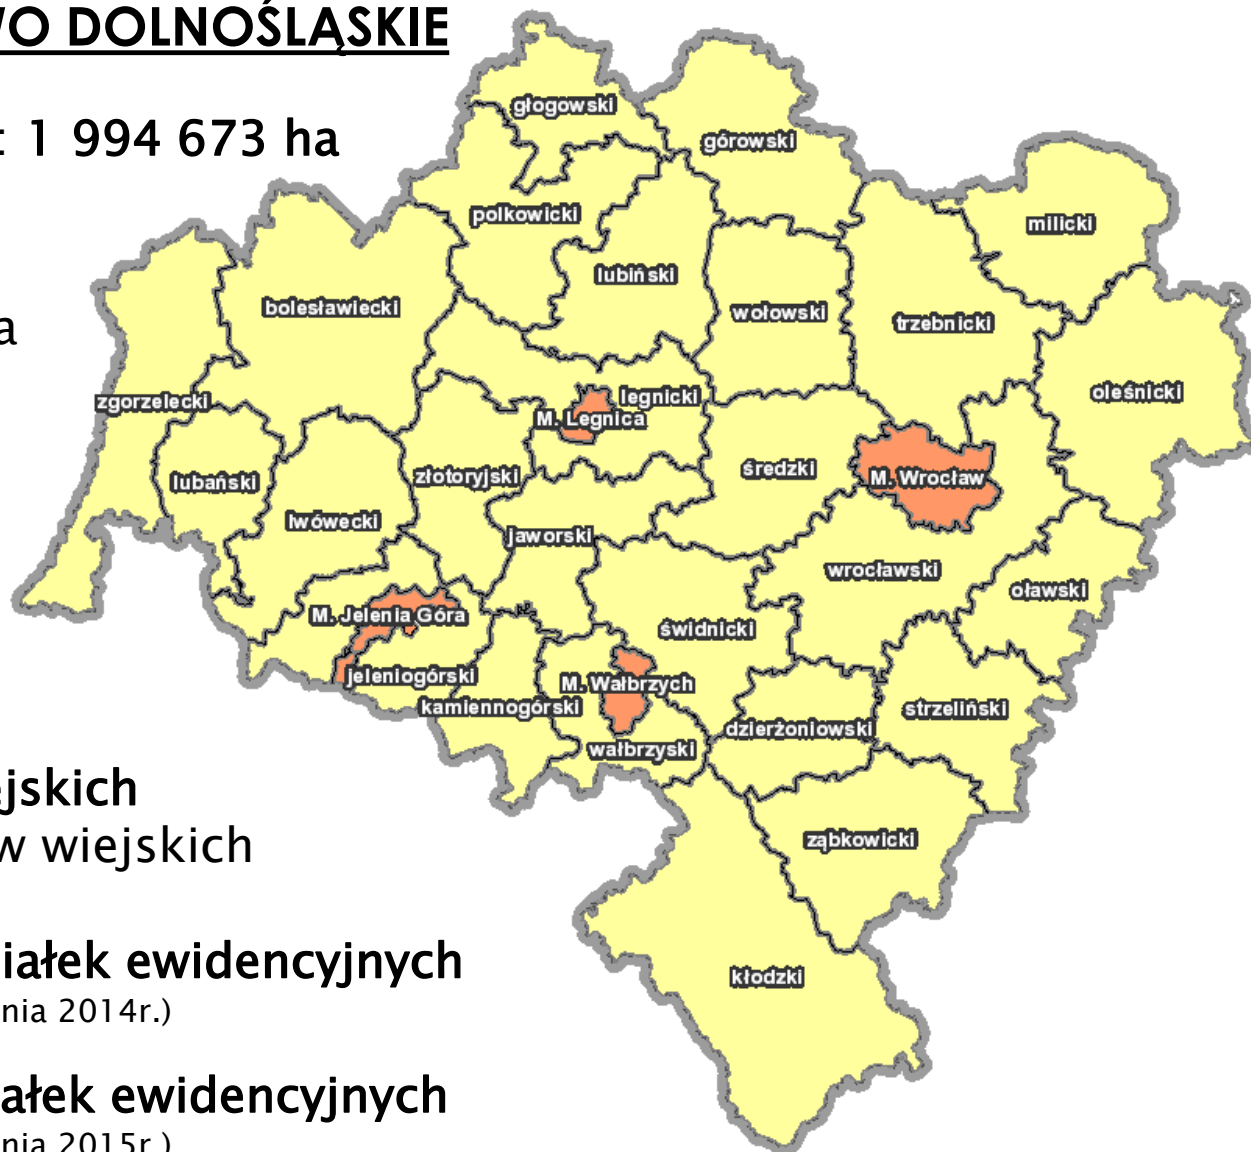 WO DOLNOŚLĄSKIE
: 1 994 673 ha
a
ejskich
w wiejskich
iałek ewidencyjnych
nia 2014r.)
ałek ewidencyjnych
nia 2015r.)
głogowski
górowski
milicki
polkowicki
lubiński
bolesławiecki
wołowski
trzebnicki
oleśnicki
zgorzelecki
legnicki
M. Legnica
średzki
M. Wrocław
lubański
złotoryjski
lwówecki
jaworski
wrocławski
oławski
M. Jelenia Góra
świdnicki
jeleniogórski
M. Wałbrzych
kamiennogórski
strzeliński
dzierżoniowski
wałbrzyski
ząbkowicki
kłodzki